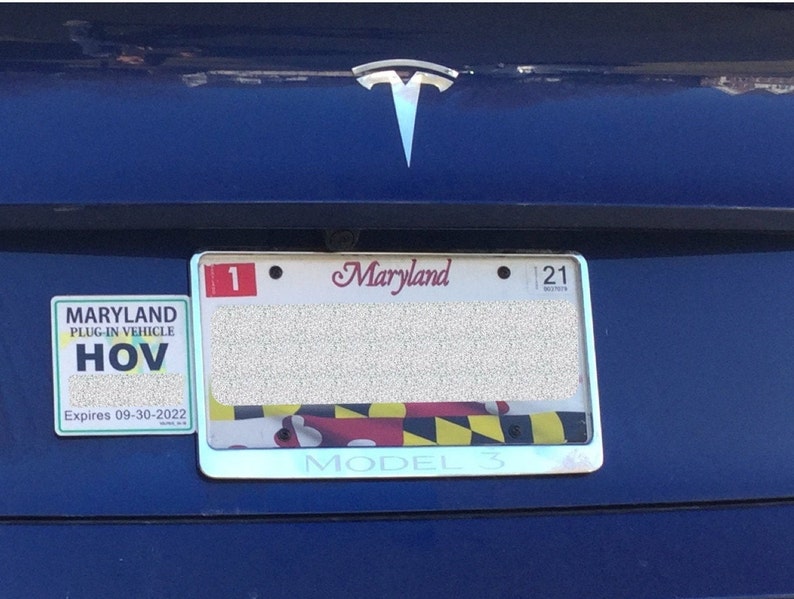 1
Maryland
21
MARYLAND
PLUG-IN VEHICLE
HOV
Expires 09-30-2022
MODEL 3